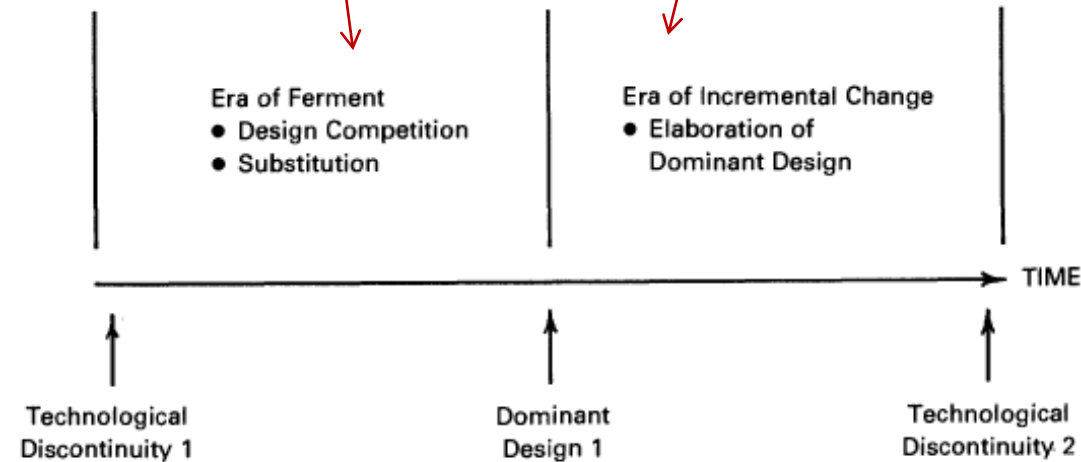 Era of Ferment
● Design Competition
● Substitution
Era of Incremental Change
● Elaboration of
Dominant Design
TIME
Technological
Discontinuity 1
Dominant
Design 1
Technological
Discontinuity 2